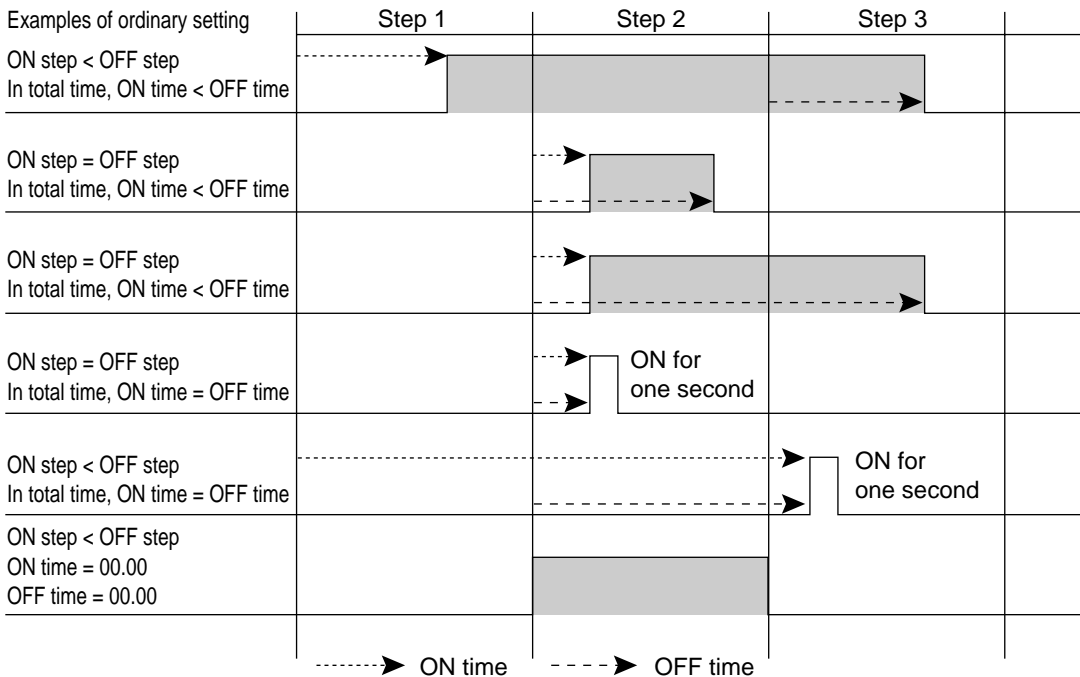 Examples of ordinary setting
Step 1
Step 2
Step 3
ON step < OFF step
In total time, ON time < OFF time
ON step = OFF step
In total time, ON time < OFF time
ON step = OFF step
In total time, ON time < OFF time
ON step = OFF step
In total time, ON time = OFF time
ON for
one second
ON step < OFF step
In total time, ON time = OFF time
ON for
one second
ON step < OFF step
ON time = 00.00
OFF time = 00.00
ON time
OFF time